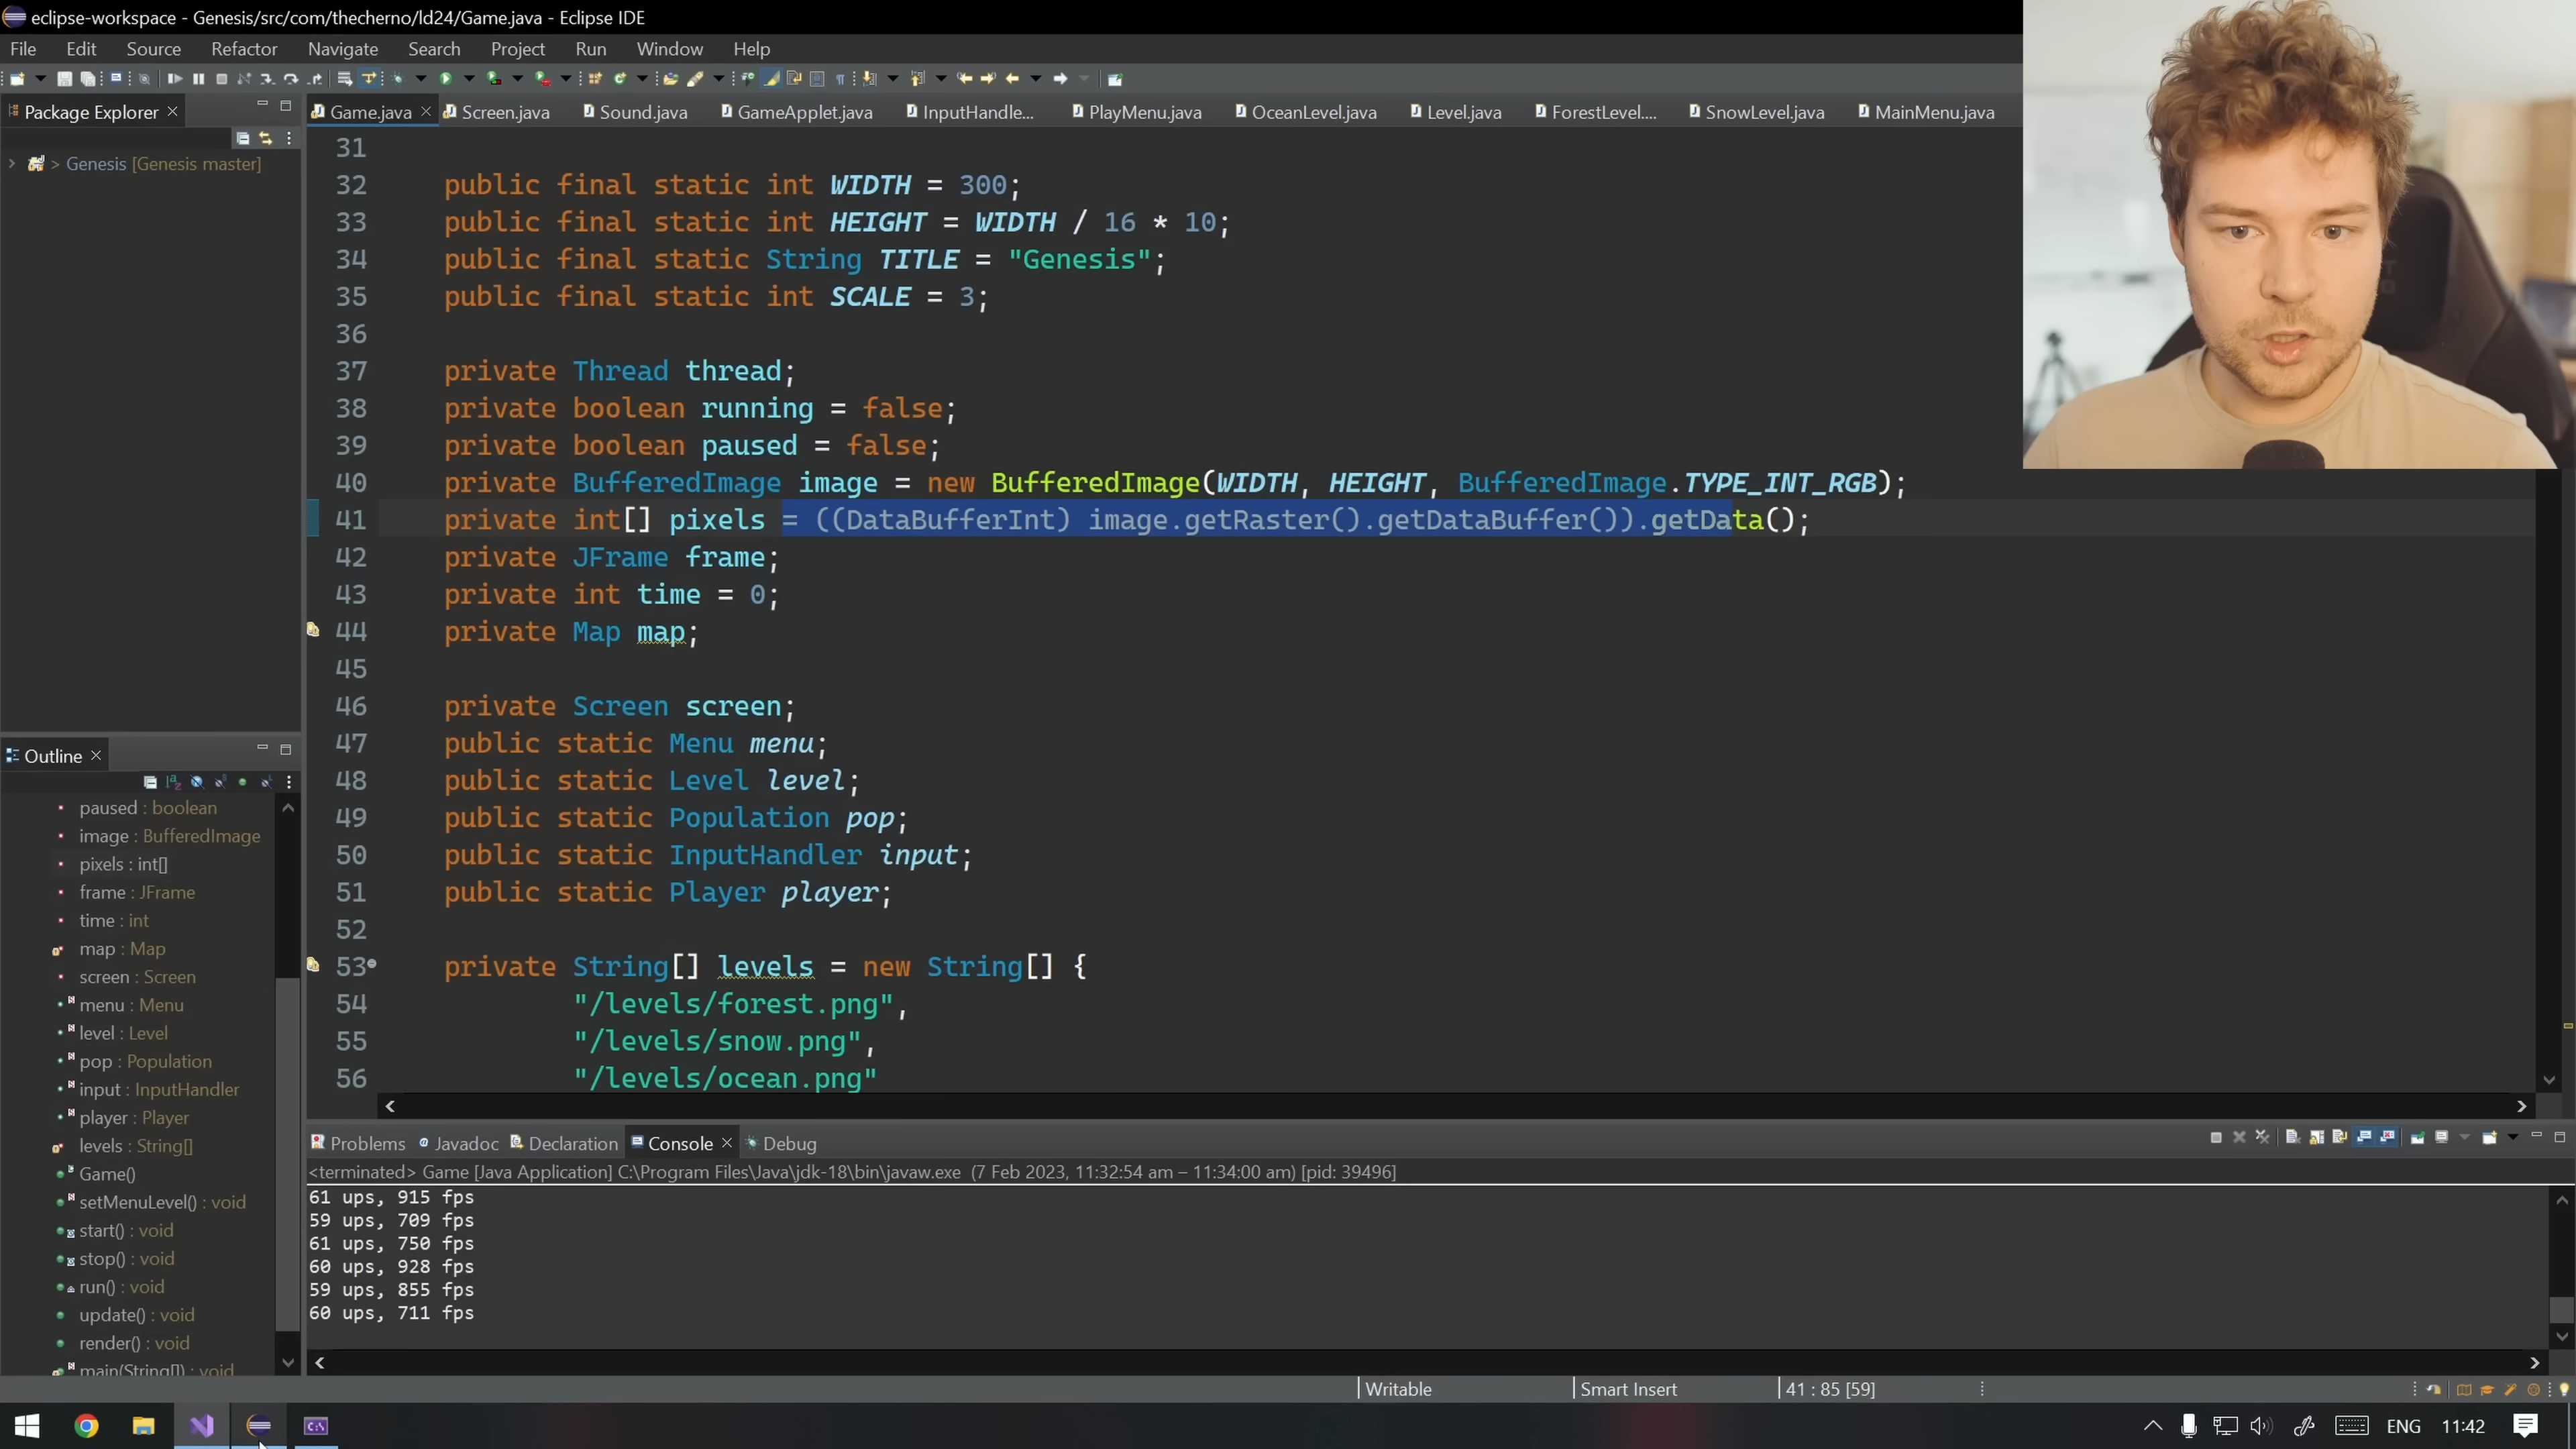 eclipse-workspace - Genesis/src/com/thecherno/ld24/Game.java - Eclipse IDE
File Edit Source Refactor Navigate Search Project Run Window Help
Package Explorer
Game.java Screen.java Sound.java GameApplet.java InputHandle... PlayMenu.java OceanLevel.java Level.java ForestLevel.... SnowLevel.java MainMenu.java
> Genesis [Genesis master]
31
32 public final static int WIDTH = 300;
33 public final static int HEIGHT = WIDTH / 16 * 10;
34 public final static String TITLE = "Genesis";
35 public final static int SCALE = 3;
36
37 private Thread thread;
38 private boolean running = false;
39 private boolean paused = false;
40 private BufferedImage image = new BufferedImage(WIDTH, HEIGHT, BufferedImage.TYPE_INT_RGB);
41 private int[] pixels = ((DataBufferInt) image.getRaster().getDataBuffer()).getData();
42 private JFrame frame;
43 private int time = 0;
44 private Map map;
45
46 private Screen screen;
47 public static Menu menu;
48 public static Level level;
49 public static Population pop;
50 public static InputHandler input;
51 public static Player player;
52
53 private String[] levels = new String[] {
54 "/levels/forest.png",
55 "/levels/snow.png",
56 "/levels/ocean.png"
Outline
paused : boolean
image : BufferedImage
pixels : int[]
frame : JFrame
time : int
map : Map
screen : Screen
menu : Menu
level : Level
pop : Population
input : InputHandler
player : Player
levels : String[]
Game()
setMenuLevel() : void
start() : void
stop() : void
run() : void
update() : void
render() : void
main(String[]) : void
Problems Javadoc Declaration Console Debug
<terminated> Game [Java Application] C:\Program Files\Java\jdk-18\bin\javaw.exe (7 Feb 2023, 11:32:54 am – 11:34:00 am) [pid: 39496]
61 ups, 915 fps
59 ups, 709 fps
61 ups, 750 fps
60 ups, 928 fps
59 ups, 855 fps
60 ups, 711 fps
Writable Smart Insert 41 : 85 [59]
ENG 11:42